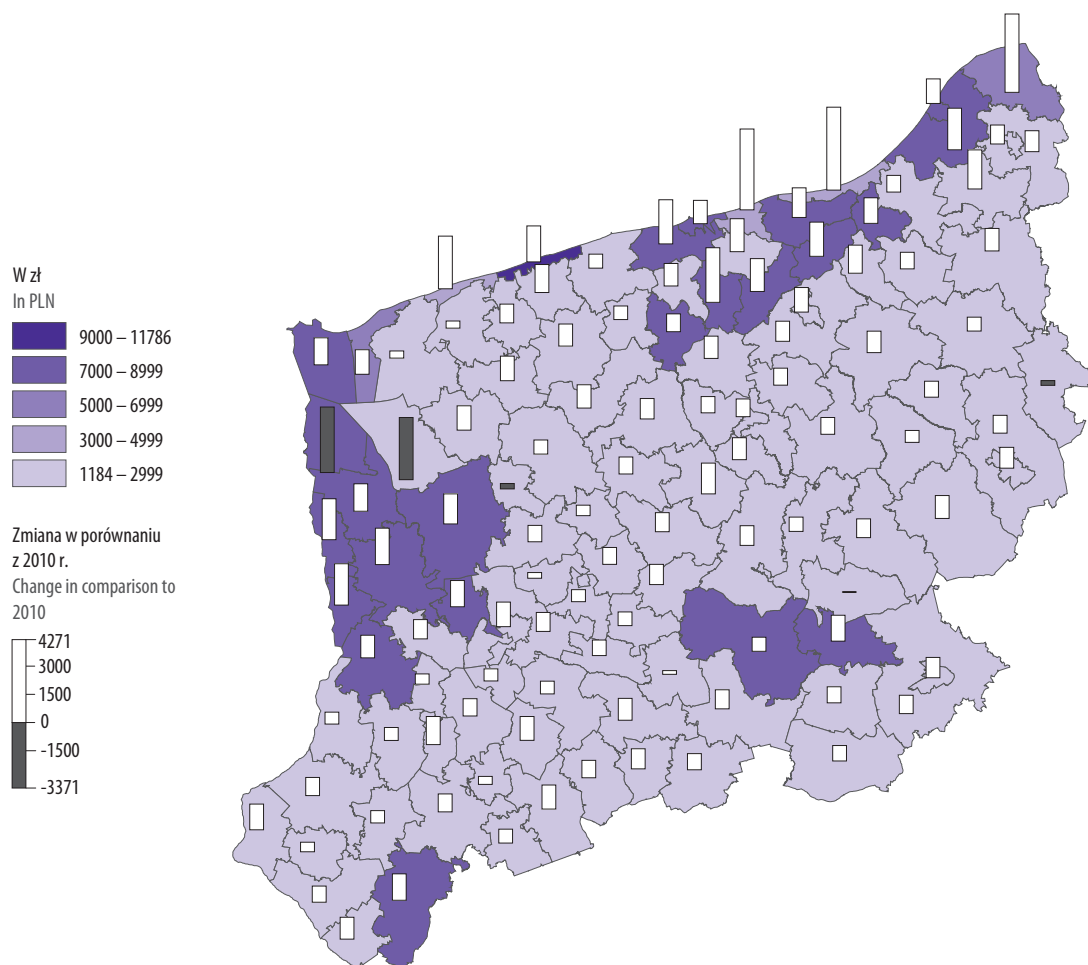 W zł
In PLN
9000 – 11786
7000 – 8999
5000 – 6999
3000 – 4999
1184 – 2999
Zmiana w porównaniu
z 2010 r.
Change in comparison to
2010
4271
3000
1500
0
-1500
-3371